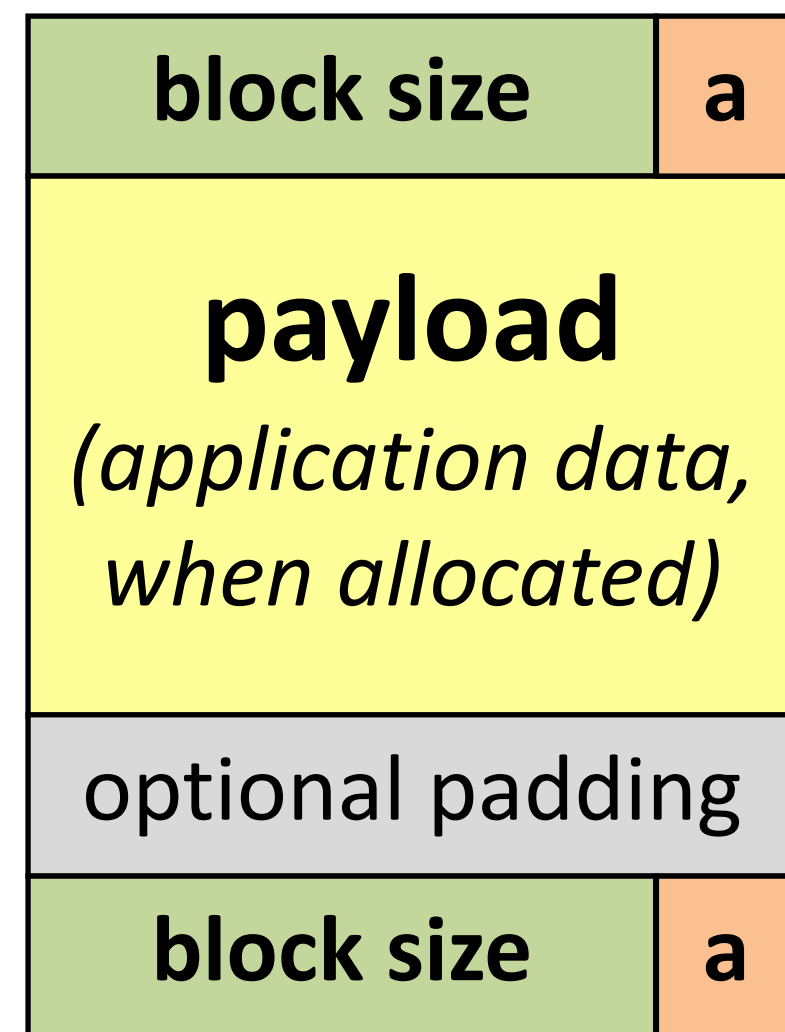 block size a
payload
(application data,
when allocated)
optional padding
block size a